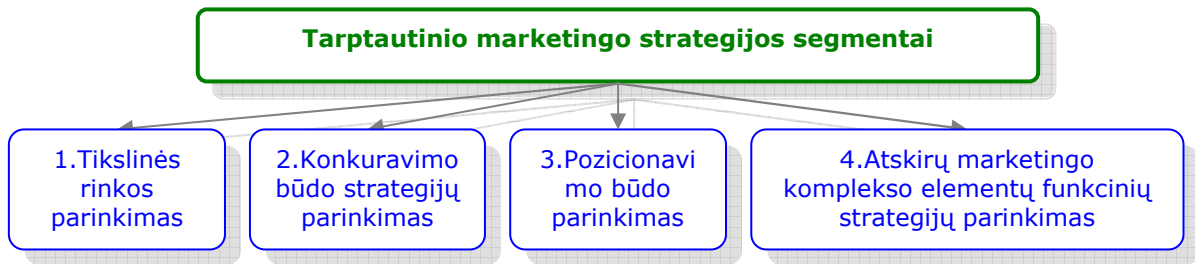 Tarptautinio marketingo strategijos segmentai
1.Tikslinės
rinkos
parinkimas
2.Konkuravimo
būdo strategijų
parinkimas
3.Pozicionavi
mo būdo
parinkimas
4.Atskirų marketingo
komplekso elementų funkcinių
strategijų parinkimas